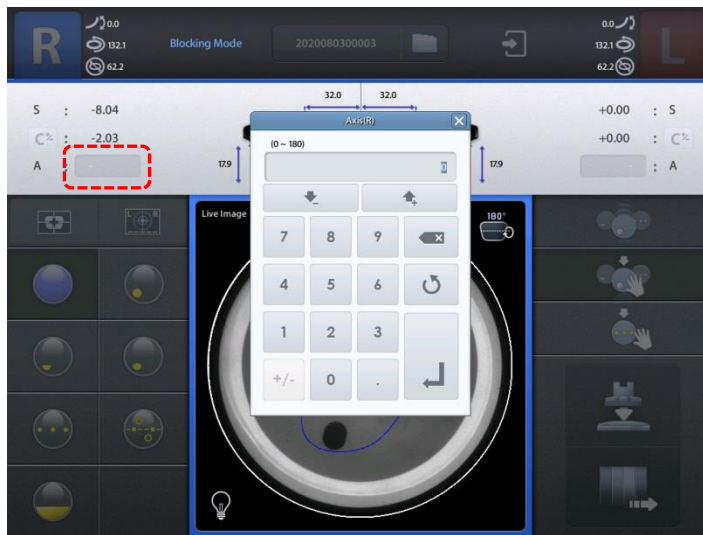 R
0.0
132.1
62.2
Blocking Mode
2020080300003
0.0
132.1
62.2
L
S : -8.04
C : -2.03
A :
32.0 32.0
17.9
17.9
+0.00 : S
+0.00 : C
: A
Axis(R)
(0 ~ 180)
0
7 8 9
4 5 6
1 2 3
+/- 0 .
Live Image
180°
L R